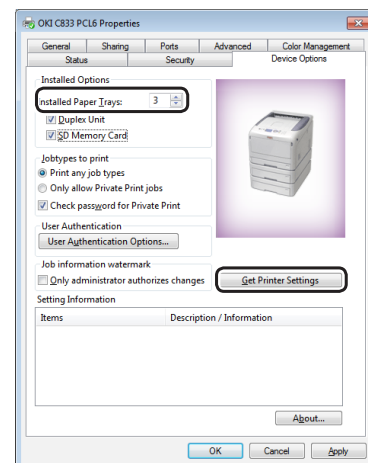 OKI C833 PCL6 Properties
General Sharing Ports Advanced Color Management
Status Security Device Options
Installed Options
Installed Paper Trays: 3
Duplex Unit
SD Memory Card
Jobtypes to print
Print any job types
Only allow Private Print jobs
Check password for Private Print
User Authentication
User Authentication Options...
Job information watermark
Only administrator authorizes changes
Get Printer Settings
Setting Information
Items Description / Information
About...
OK Cancel Apply